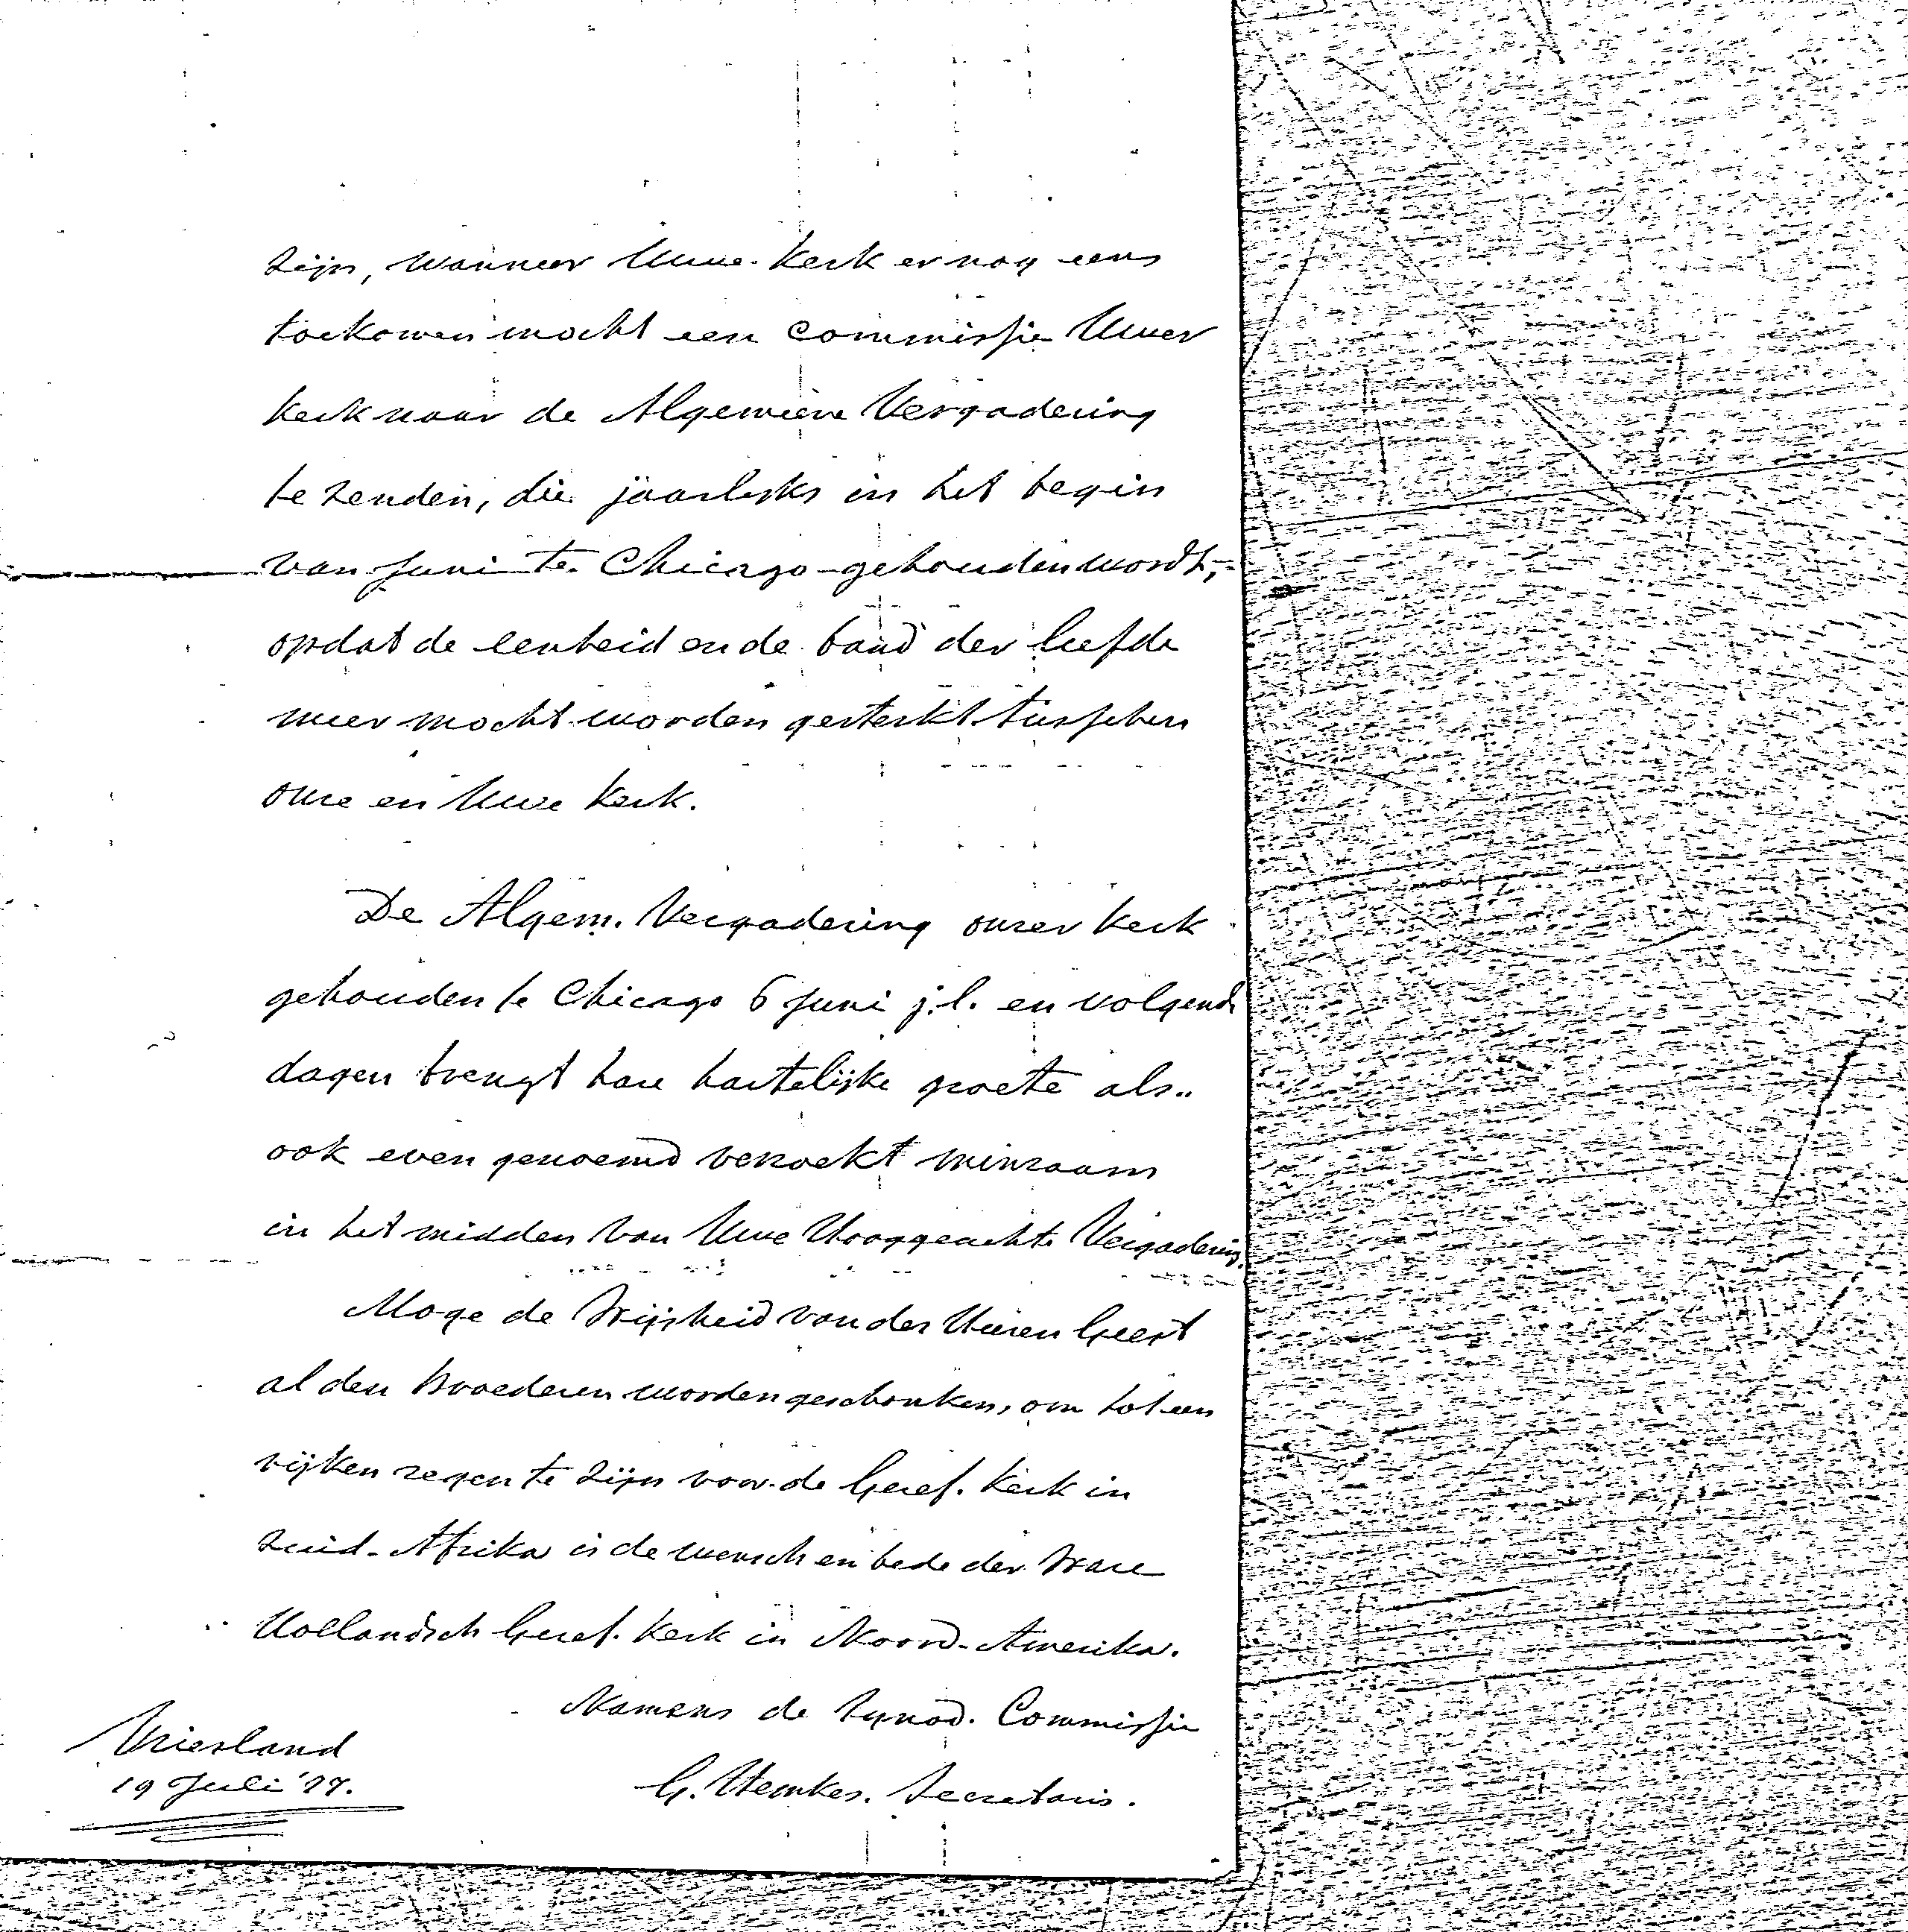 zijn, wanneer Uwe Kerk er nog eens
toekomen mocht een commissie Uwer
Kerk naar de Algemeene Vergadering
te zenden, die jaarlijks in het begin
van Juni te Chicago gehouden wordt,
opdat de eenheid en de band der liefde
meer mocht worden gesterkt tusschen
onze en Uwe Kerk.
De Algem. Vergadering onzer Kerk
gehouden te Chicago 6 Juni j.l. en volgende
dagen brengt hare hartelijke groete als
ook even genoemd verzoekt minzaam
in het midden van Uwe Hooggeachte Vergadering.
Moge de Wijsheid van den Heiligen Geest
al den Broederen worden geschonken, om tot een
rijken zegen te zijn voor de Geref. Kerk in
Zuid-Afrika is de wensch en bede der Ware
Hollandsch Geref. Kerk in Noord-Amerika.
Namens de Synod. Commissie
Vriesland
19 Juli '77.
G. Hemkes. Secretaris.